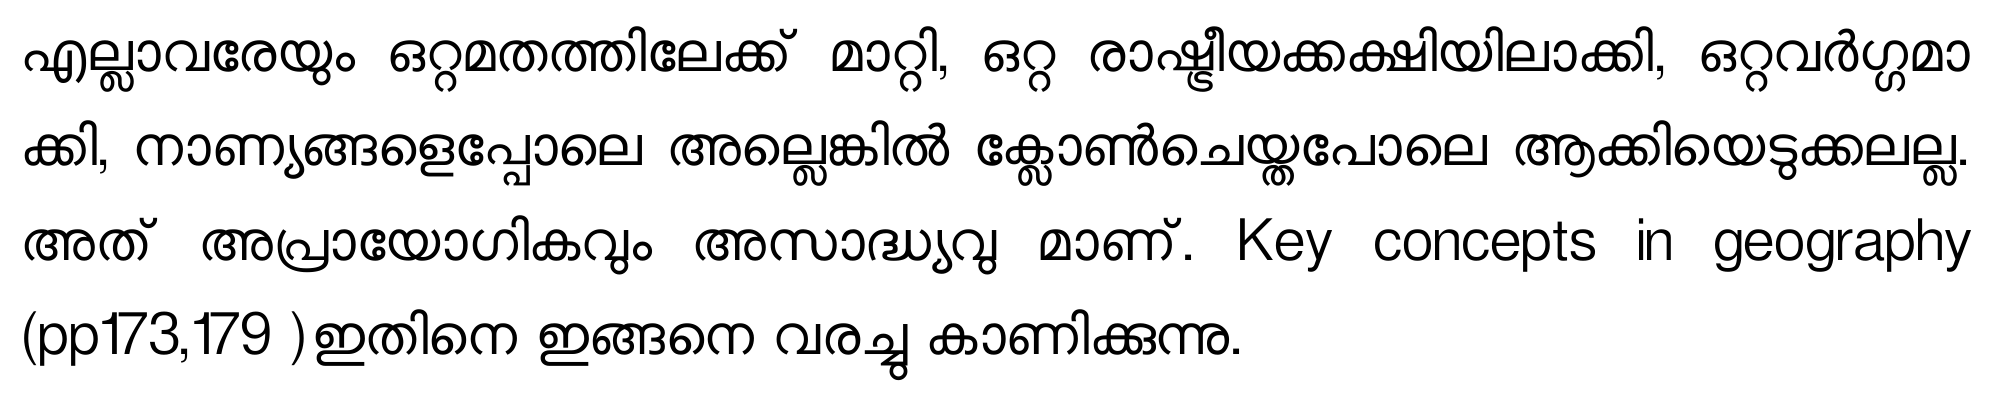 എല്ലാവരേയും ഒറ്റമതത്തിലേക്ക് മാറ്റി, ഒറ്റ രാഷ്ട്രീയക്കക്ഷിയിലാക്കി, ഒറ്റവർഗ്ഗമാ
ക്കി, നാണ്യങ്ങളെപ്പോലെ അല്ലെങ്കിൽ ക്ലോൺചെയ്തപോലെ ആക്കിയെടുക്കലല്ല.
അത് അപ്രായോഗികവും അസാദ്ധ്യവു മാണ്. Key concepts in geography
(pp173,179 )ഇതിനെ ഇങ്ങനെ വരച്ചു കാണിക്കുന്നു.